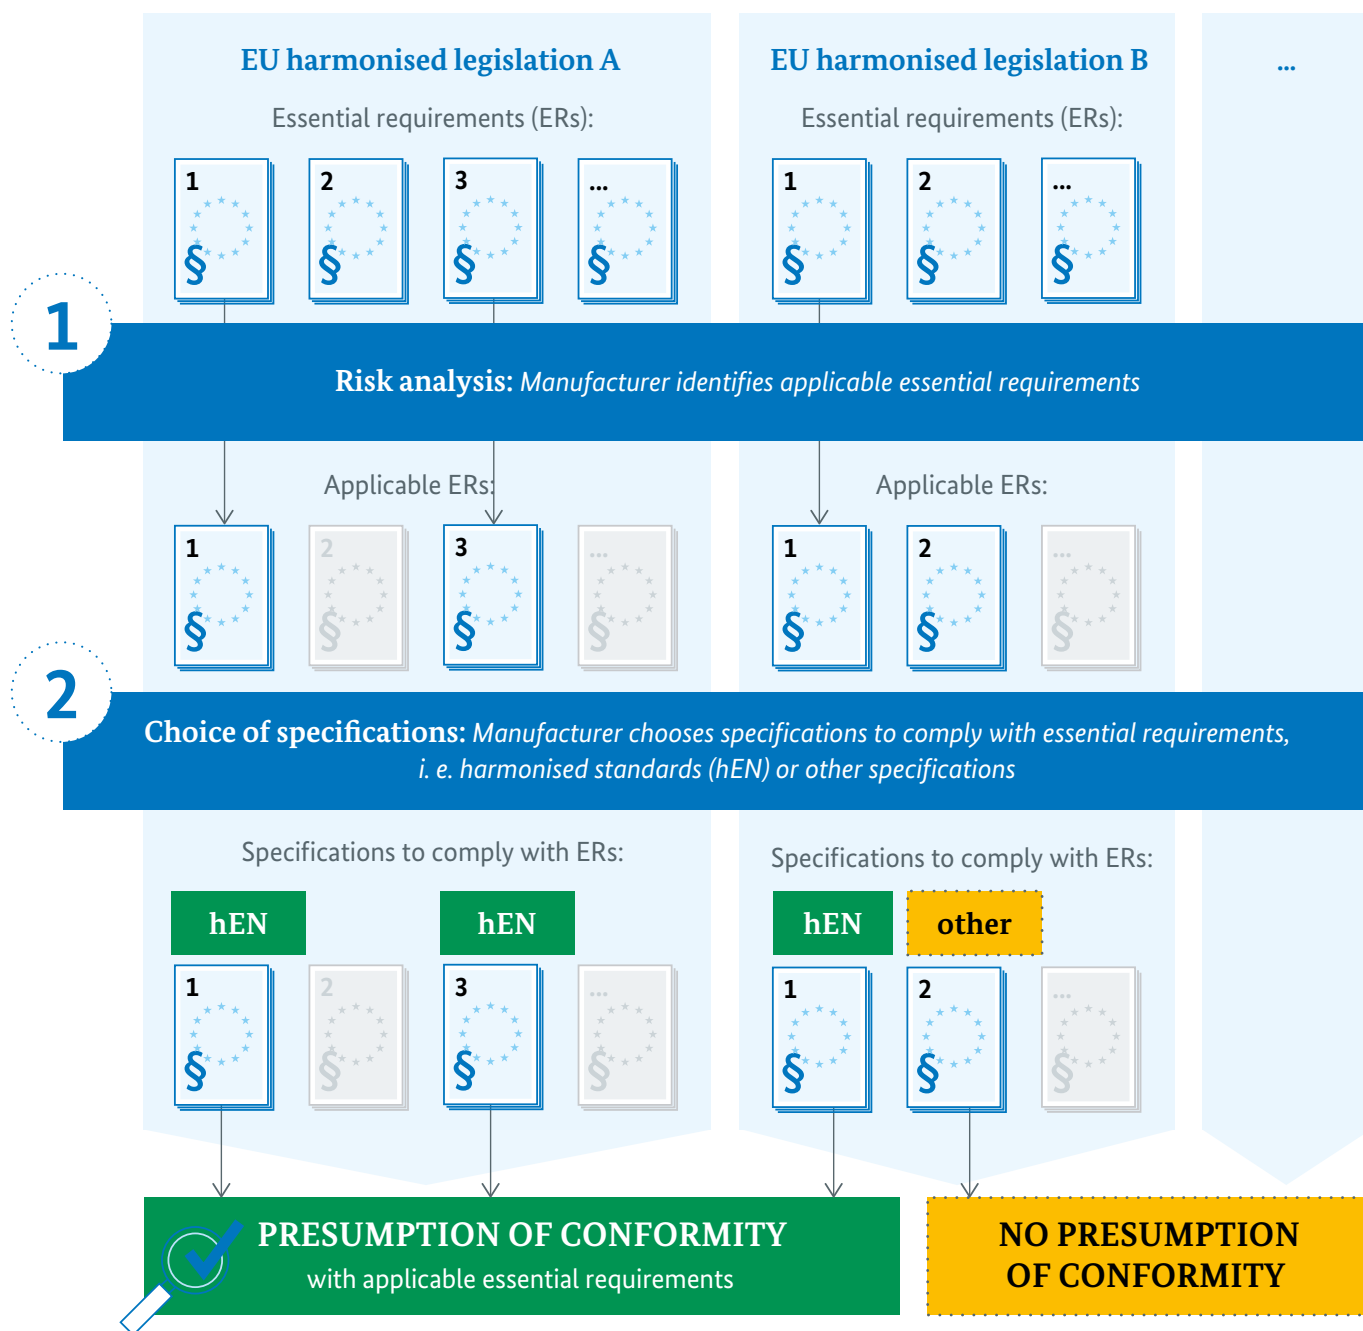 EU harmonised legislation A
EU harmonised legislation B
...
Essential requirements (ERs):
Essential requirements (ERs):
1
2
3
...
1
2
...
§
§
§
§
§
§
§
1
Risk analysis: Manufacturer identifies applicable essential requirements
Applicable ERs:
Applicable ERs:
1
2
3
...
1
2
...
§
§
§
§
§
§
§
2
Choice of specifications: Manufacturer chooses specifications to comply with essential requirements,
i. e. harmonised standards (hEN) or other specifications
Specifications to comply with ERs:
Specifications to comply with ERs:
hEN
hEN
hEN
other
1
2
3
...
1
2
...
§
§
§
§
§
§
§
PRESUMPTION OF CONFORMITY
with applicable essential requirements
NO PRESUMPTION
OF CONFORMITY